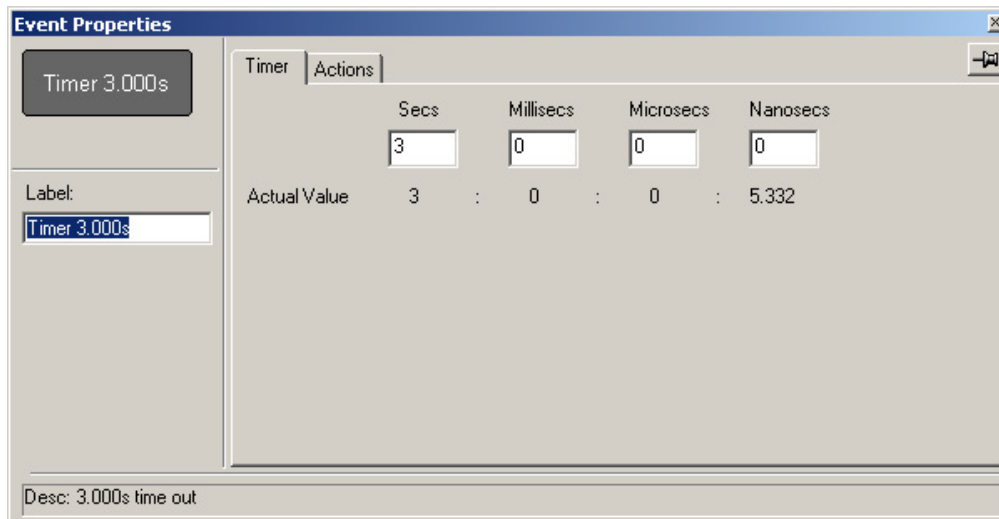 Event Properties
Timer 3.000s
Timer Actions
Secs Millisecs Microsecs Nanosecs
3 0 0 0
Label:
Actual Value 3 : 0 : 0 : 5.332
Timer 3.000s
Desc: 3.000s time out